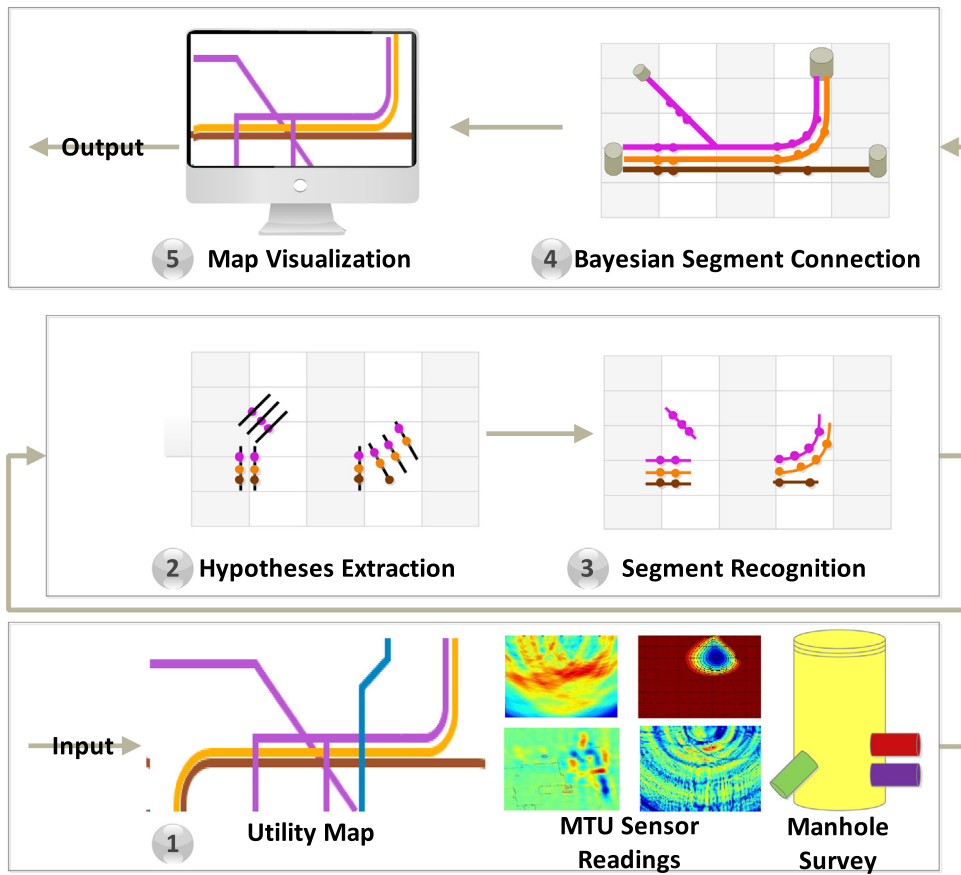 Output
5 Map Visualization
4 Bayesian Segment Connection
2 Hypotheses Extraction
3 Segment Recognition
Input
1
Utility Map
MTU Sensor
Readings
Manhole
Survey